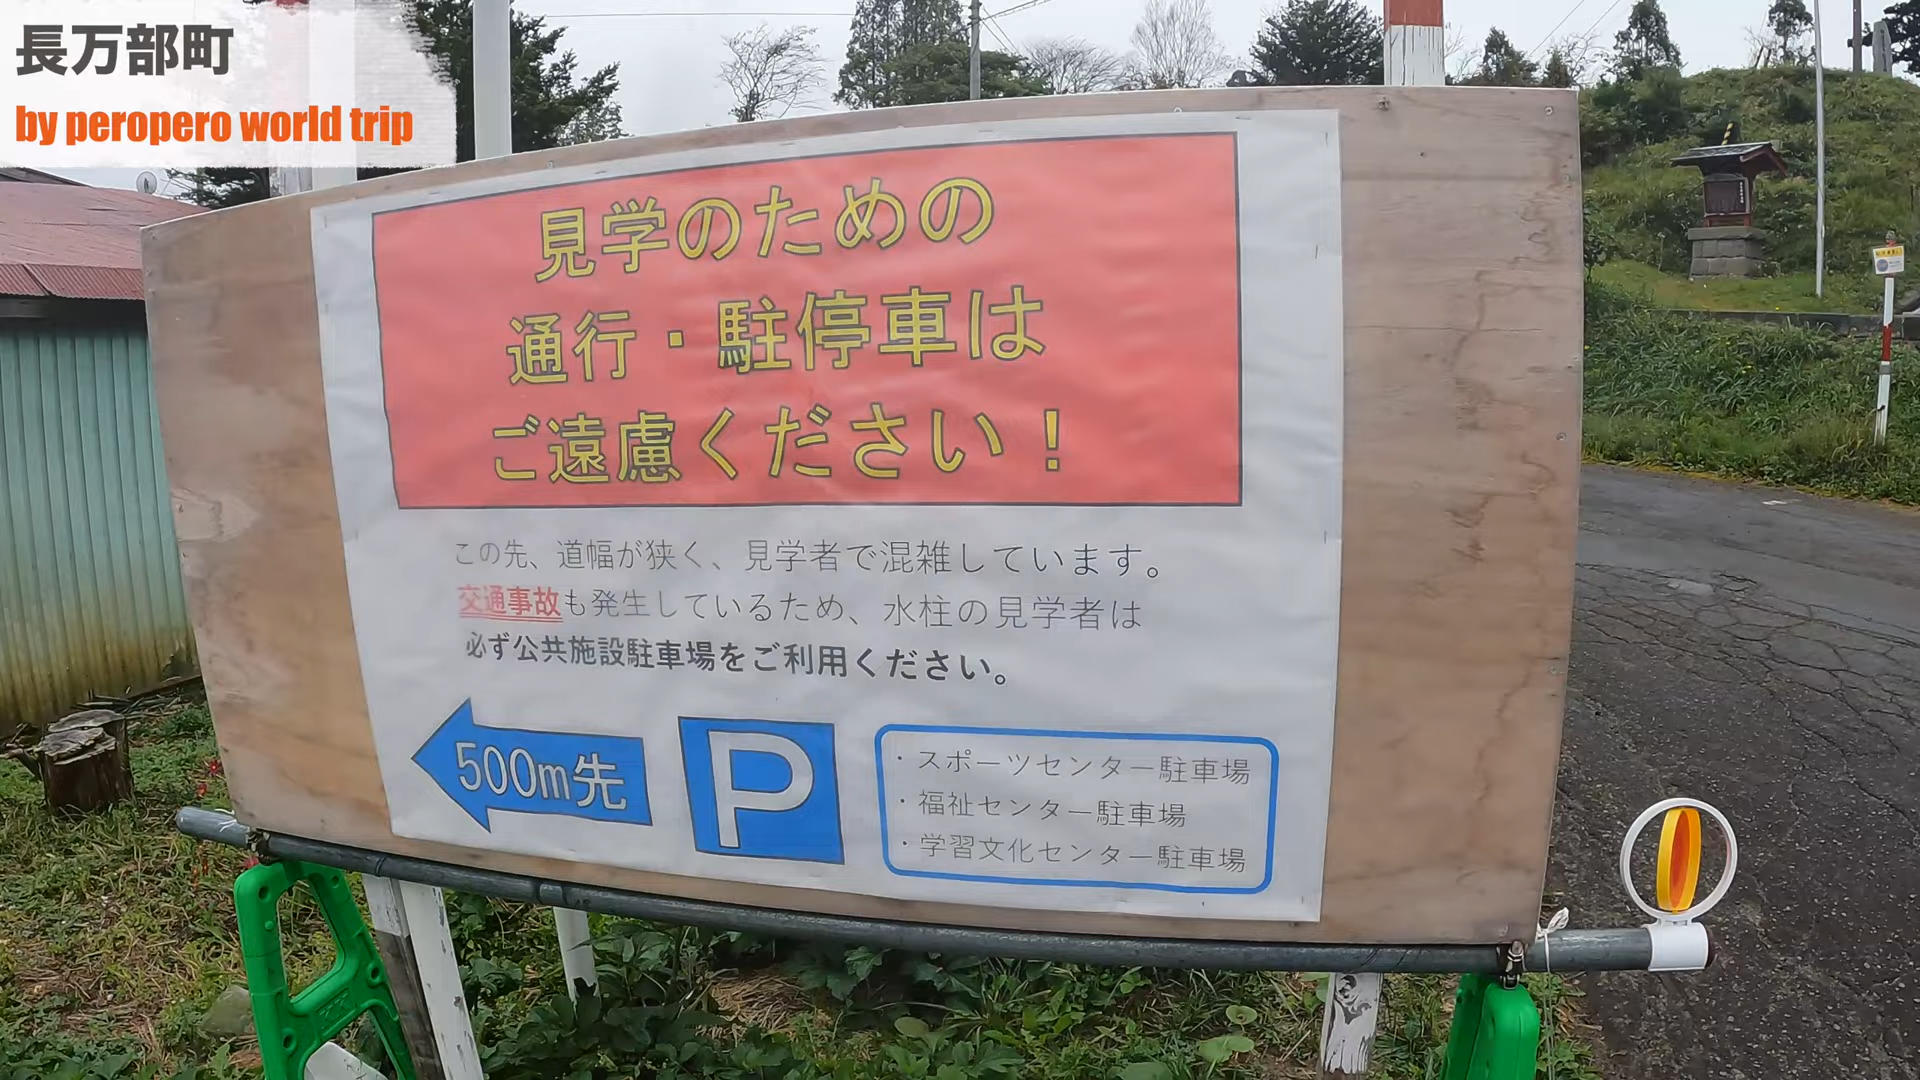 長万部町
by peropero world trip
見学のための
通行・駐停車は
ご遠慮ください！
この先、道幅が狭く、見学者で混雑しています。
交通事故も発生しているため、水柱の見学者は
必ず公共施設駐車場をご利用ください。
500m先
P
・スポーツセンター駐車場
・福祉センター駐車場
・学習文化センター駐車場